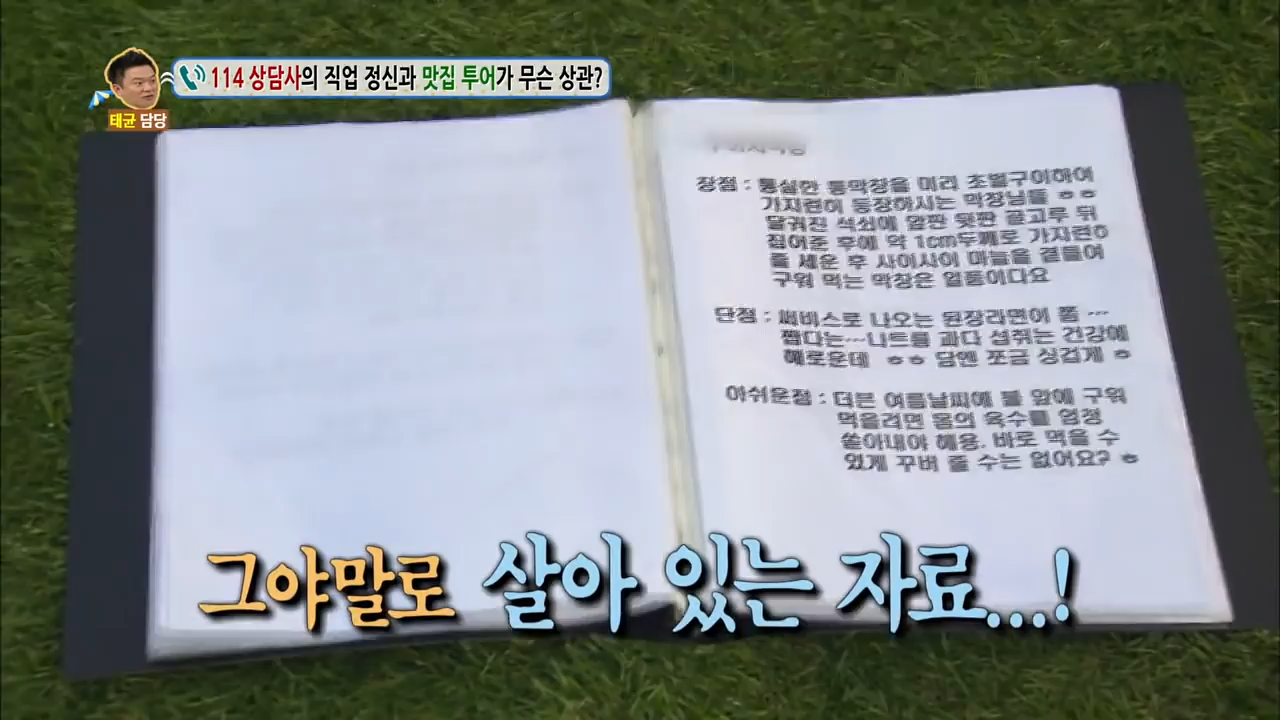 114 상담사의 직업 정신과 맛집 투어가 무슨 상관?
태균 담당
장점 : 통실한 통막창을 미리 초벌구이하여
가지런히 등장하시는 막창님들 ㅎㅎ
달궈진 석쇠에 앞판 뒷판 골고루 뒤
집어준 후에 약 1cm두께로 가지런히
줄 세운 후 사이사이 마늘을 곁들여
구워 먹는 막창은 일품이다요
단점 : 써비스로 나오는 된장라면이 쫌 …
짭다는…나트륨 과다 섭취는 건강에
해로운데 ㅎㅎ 담엔 쪼금 싱겁게 ㅎ
아쉬운점 : 더븐 여름날씨에 불 앞에 구워
먹을려면 몸의 육수를 엄청
쏟아내야 해용. 바로 먹을 수
있게 꾸버 줄 수는 없어요? ㅎ
그야말로 살아 있는 자료...!